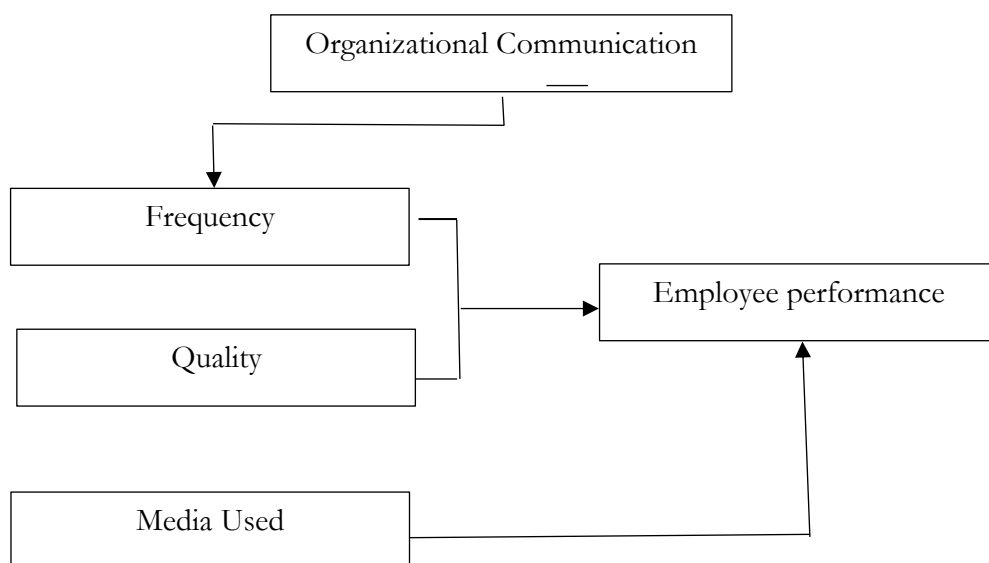 Organizational Communication
Frequency
Employee performance
Quality
Media Used